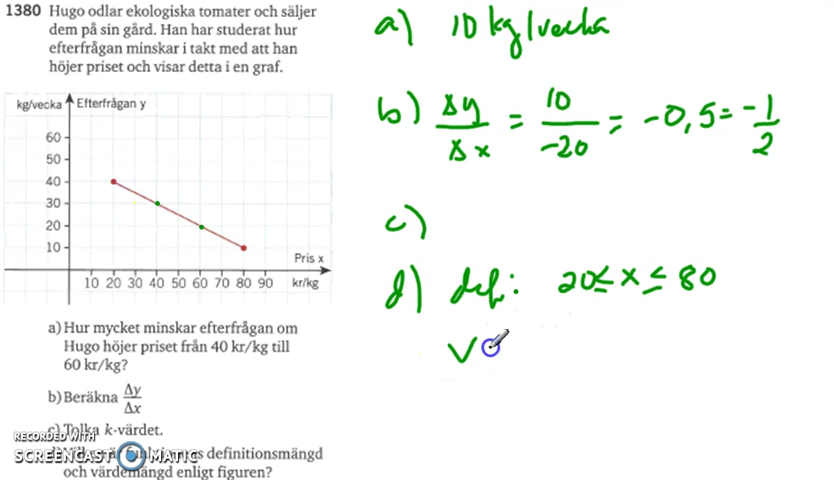 1380 Hugo odlar ekologiska tomater och säljer
dem på sin gård. Han har studerat hur
efterfrågan minskar i takt med att han
höjer priset och visar detta i en graf.
kg/vecka Efterfrågan y
60
50
40
30
20
10
Pris x
10 20 30 40 50 60 70 80 90 kr/kg
a) Hur mycket minskar efterfrågan om
Hugo höjer priset från 40 kr/kg till
60 kr/kg?
b) Beräkna Δy/Δx
c) Tolka k-värdet.
definitionsmängd
och värdemängd enligt figuren?
RECORDED WITH
SCREENCAST MATIC
a) 10 kg/vecka
b) Δy/Δx = 10/-20 = -0,5 = -1/2
c)
d) def: 20 ≤ x ≤ 80
V